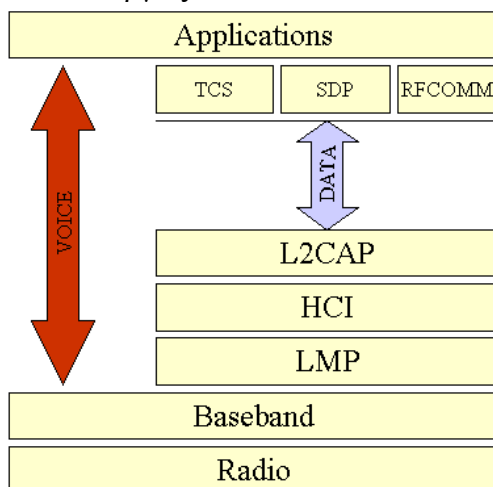 Applications
TCS
SDP
RFCOMM
VOICE
DATA
L2CAP
HCI
LMP
Baseband
Radio